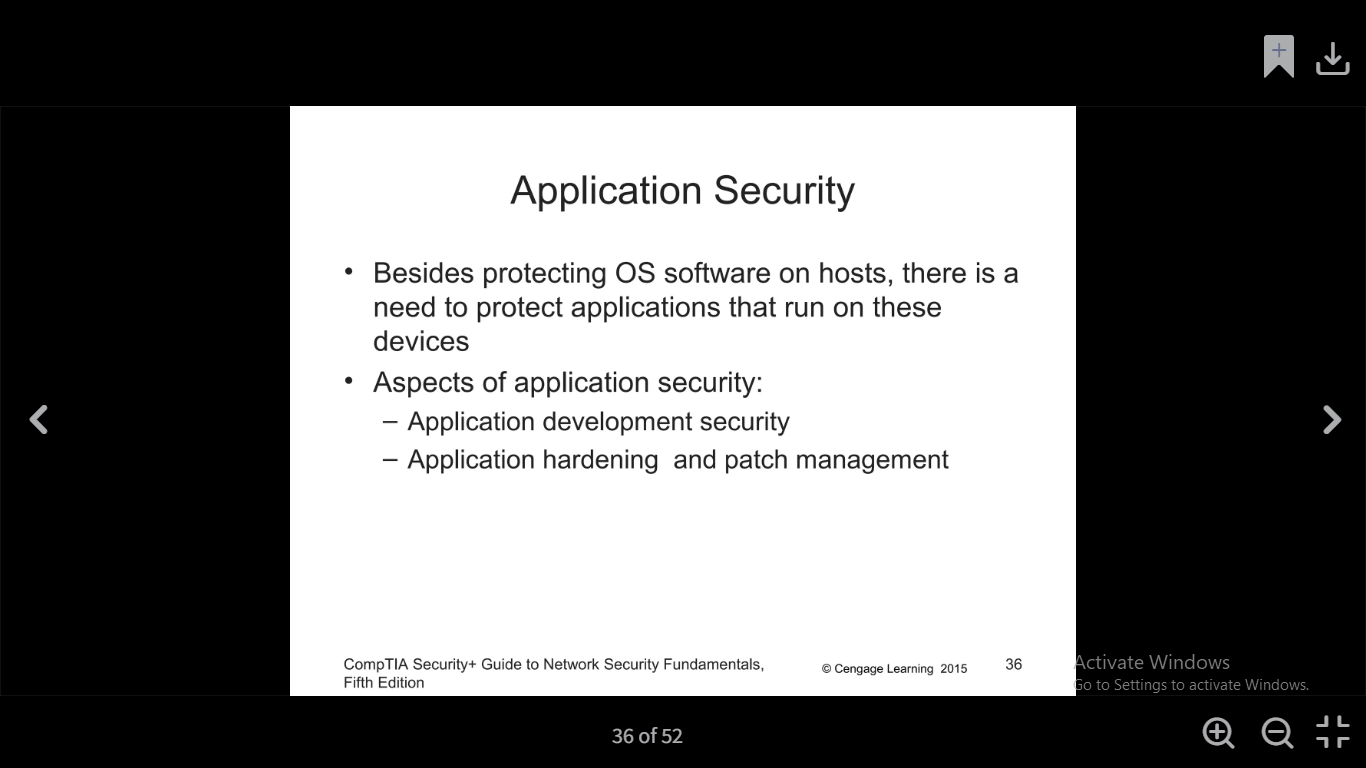 Application Security
• Besides protecting OS software on hosts, there is a
need to protect applications that run on these
devices
• Aspects of application security:
– Application development security
– Application hardening  and patch management
CompTIA Security+ Guide to Network Security Fundamentals,
Fifth Edition
© Cengage Learning 2015
36
Activate Windows
Go to Settings to activate Windows.
36 of 52